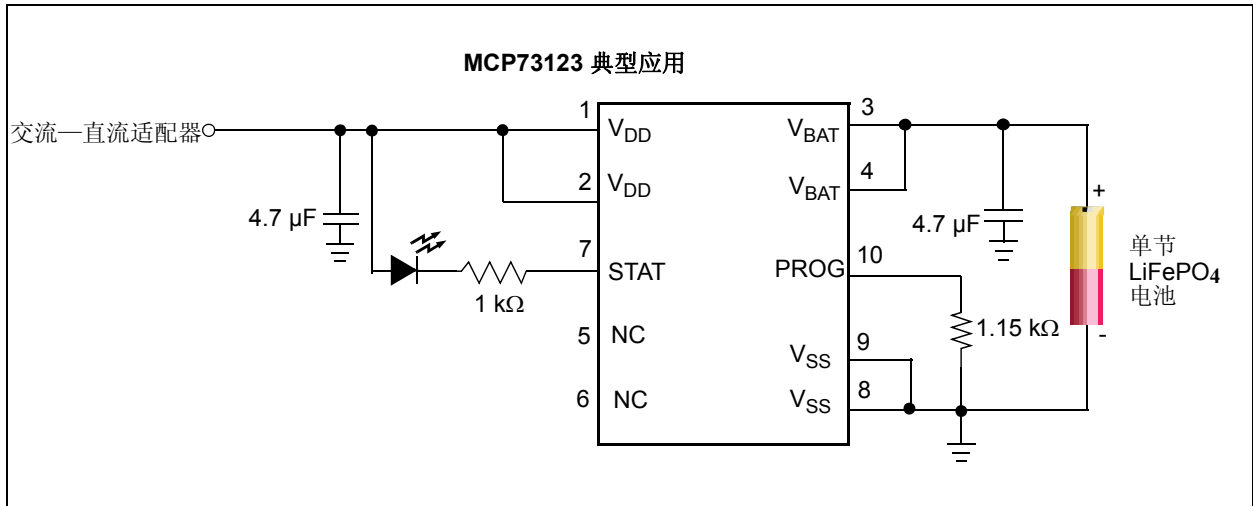 MCP73123 典型应用
交流—直流适配器
1
VDD
2
VDD
4.7 µF
7
STAT
1 kΩ
5
NC
6
NC
3
VBAT
4
VBAT
4.7 µF
10
PROG
1.15 kΩ
9
VSS
8
VSS
+
单节
LiFePO4
电池
-